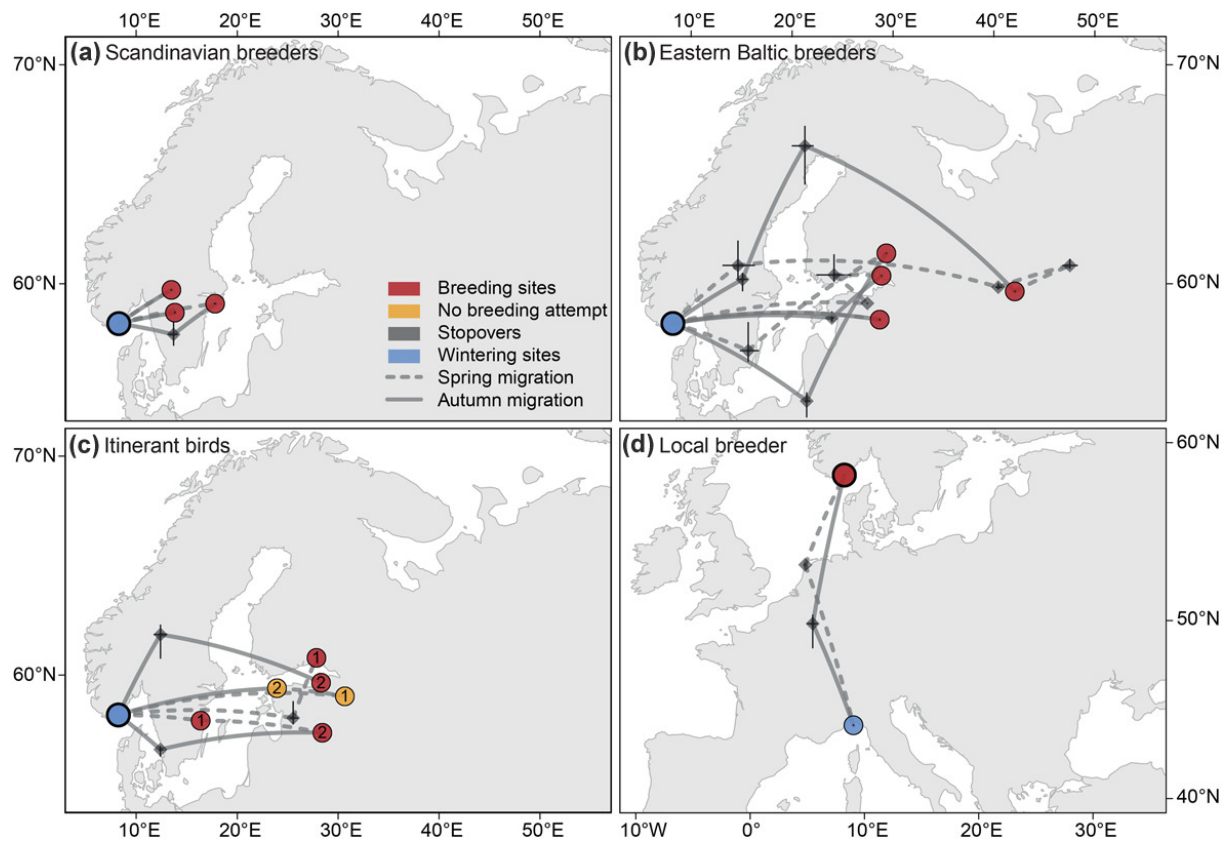 10°E 20°E 30°E 40°E 50°E 10°E 20°E 30°E 40°E 50°E
(a) Scandinavian breeders
(b) Eastern Baltic breeders
70°N
70°N
60°N
60°N
Breeding sites
No breeding attempt
Stopovers
Wintering sites
Spring migration
Autumn migration
(c) Itinerant birds
(d) Local breeder
70°N
60°N
60°N
50°N
40°N
1
2
2
1
1
2
10°E 20°E 30°E 40°E 50°E 10°W 0° 10°E 20°E 30°E